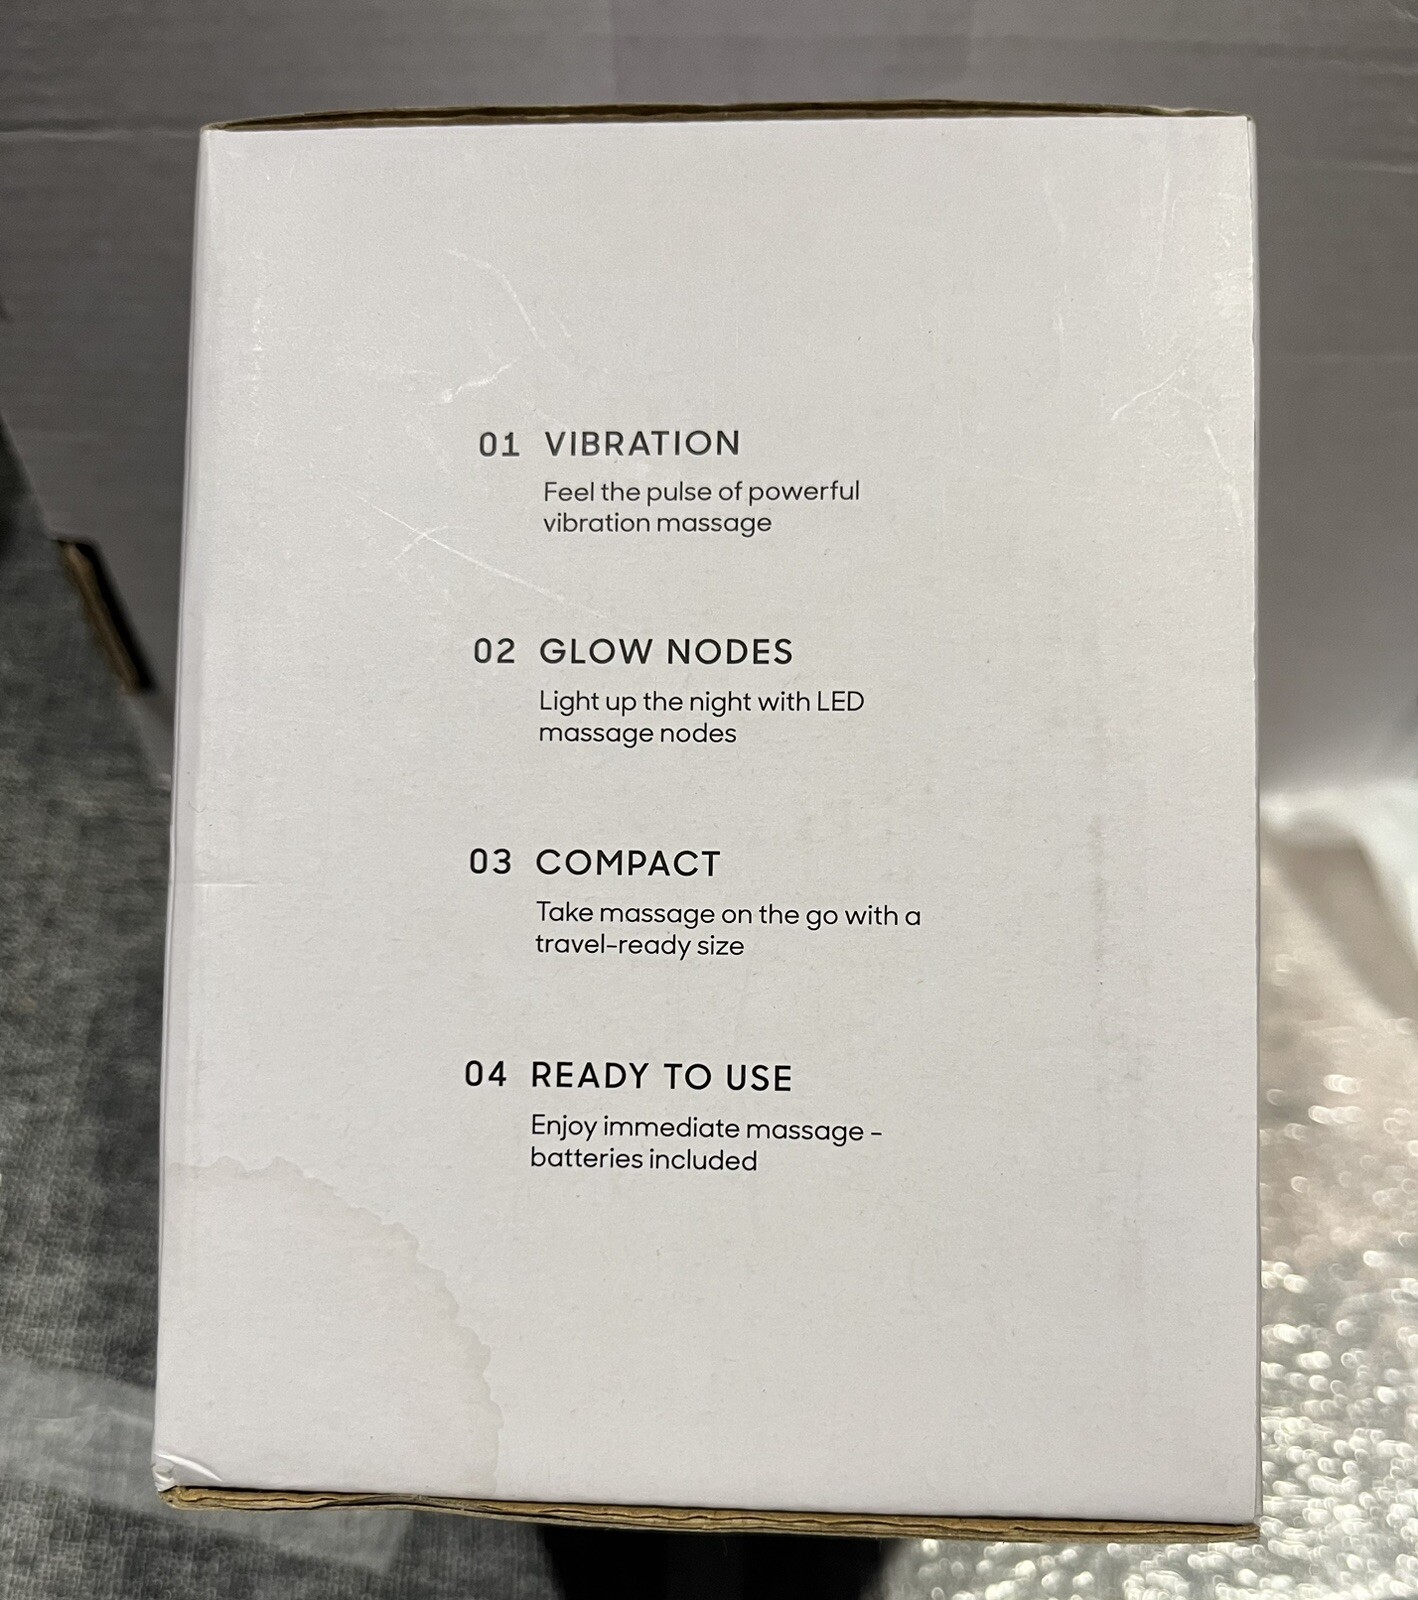 01 VIBRATION
Feel the pulse of powerful
vibration massage
02 GLOW NODES
Light up the night with LED
massage nodes
03 COMPACT
Take massage on the go with a
travel-ready size
04 READY TO USE
Enjoy immediate massage –
batteries included